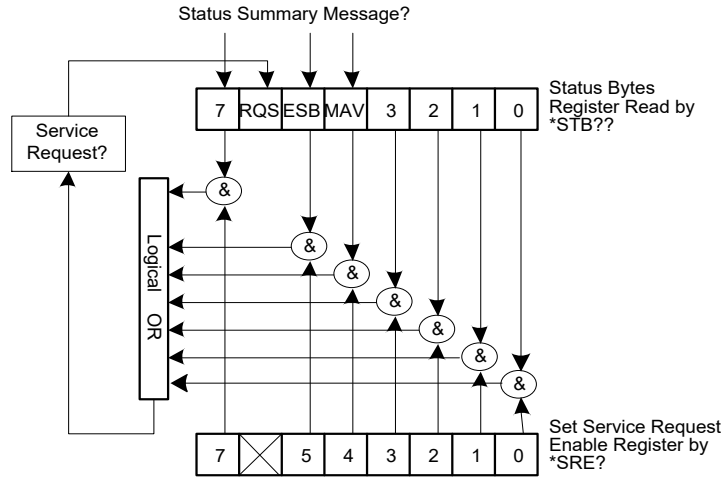 Status Summary Message?
7 RQS ESB MAV 3 2 1 0
Status Bytes
Register Read by
*STB??
Service
Request?
&
&
&
&
&
&
&
Logical OR
7 5 4 3 2 1 0
Set Service Request
Enable Register by
*SRE?